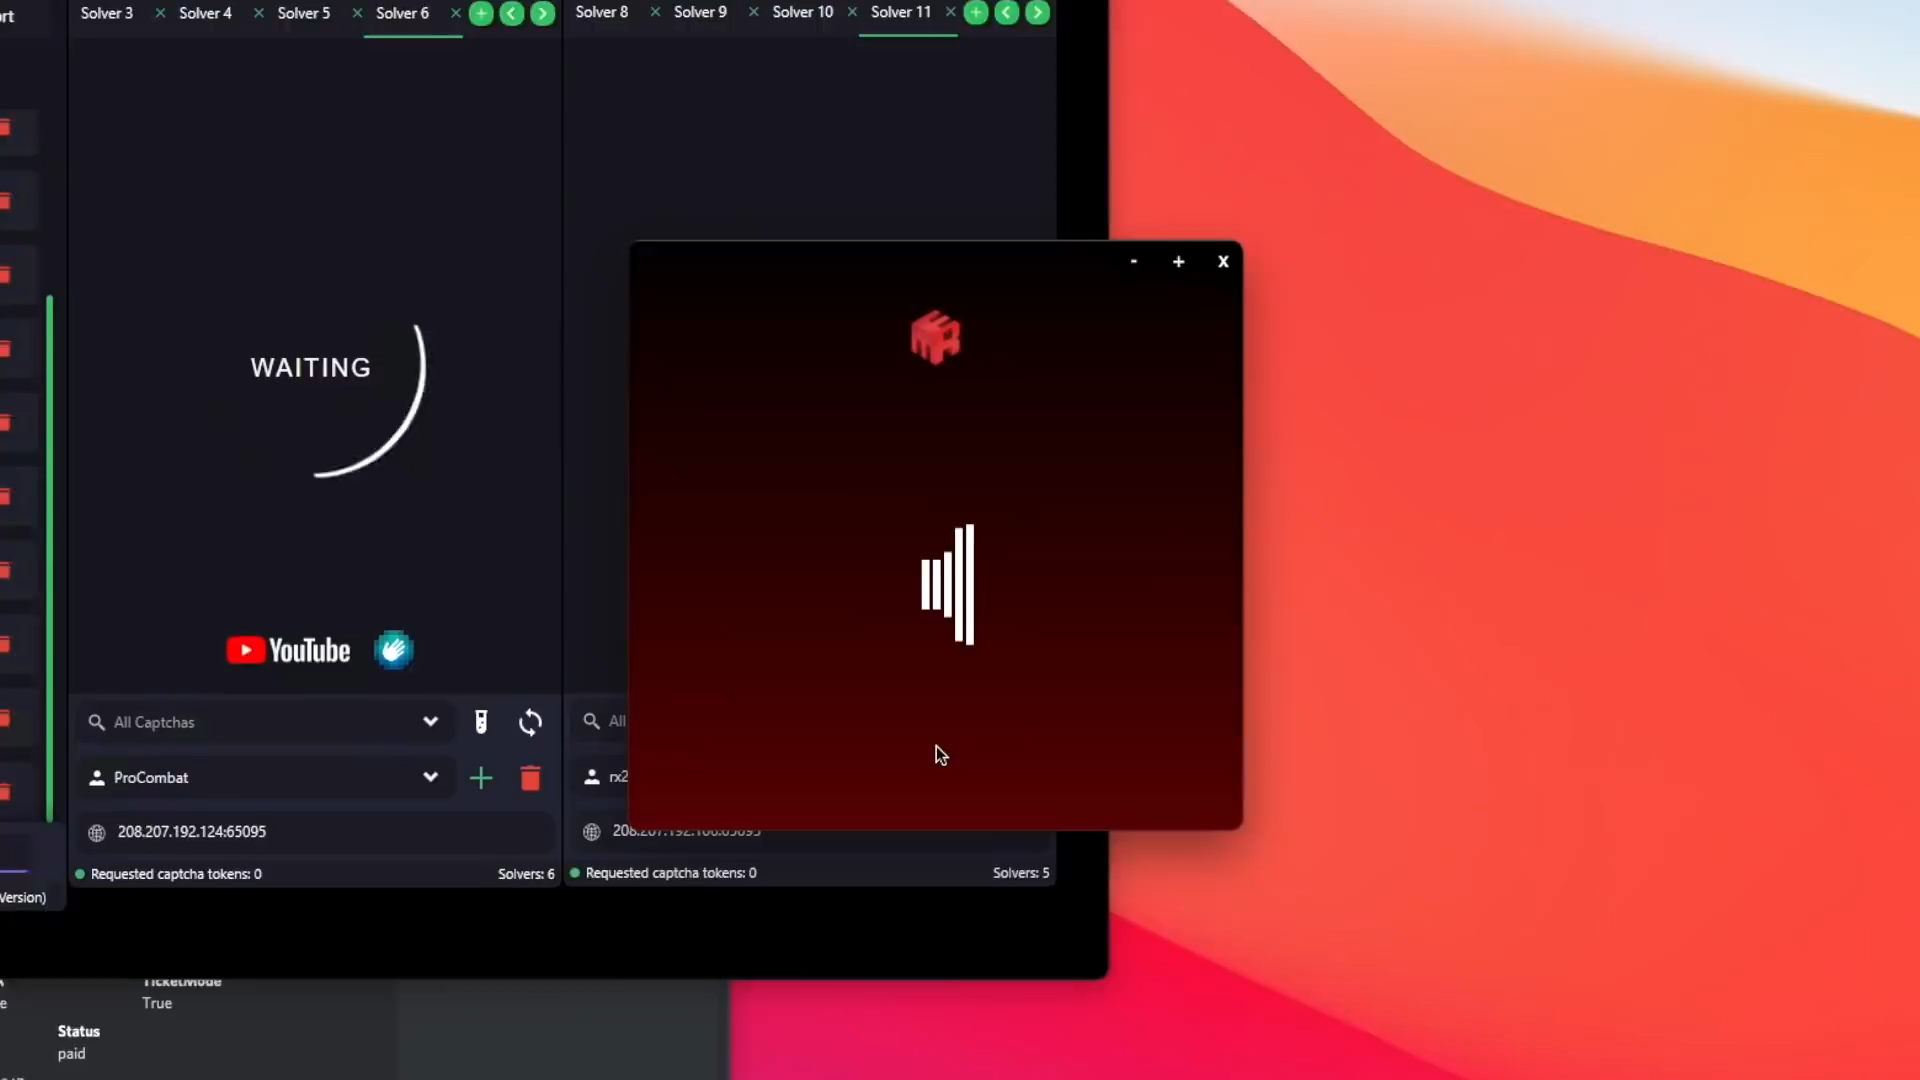 rt
Solver 3
Solver 4
Solver 5
Solver 6
Solver 8
Solver 9
Solver 10
Solver 11
- + x
WAITING
YouTube
All Captchas
ProCombat
208.207.192.124:65095
Requested captcha tokens: 0
Solvers: 6
All
rx2
Requested captcha tokens: 0
Solvers: 5
Version)
TicketMode
True
Status
paid